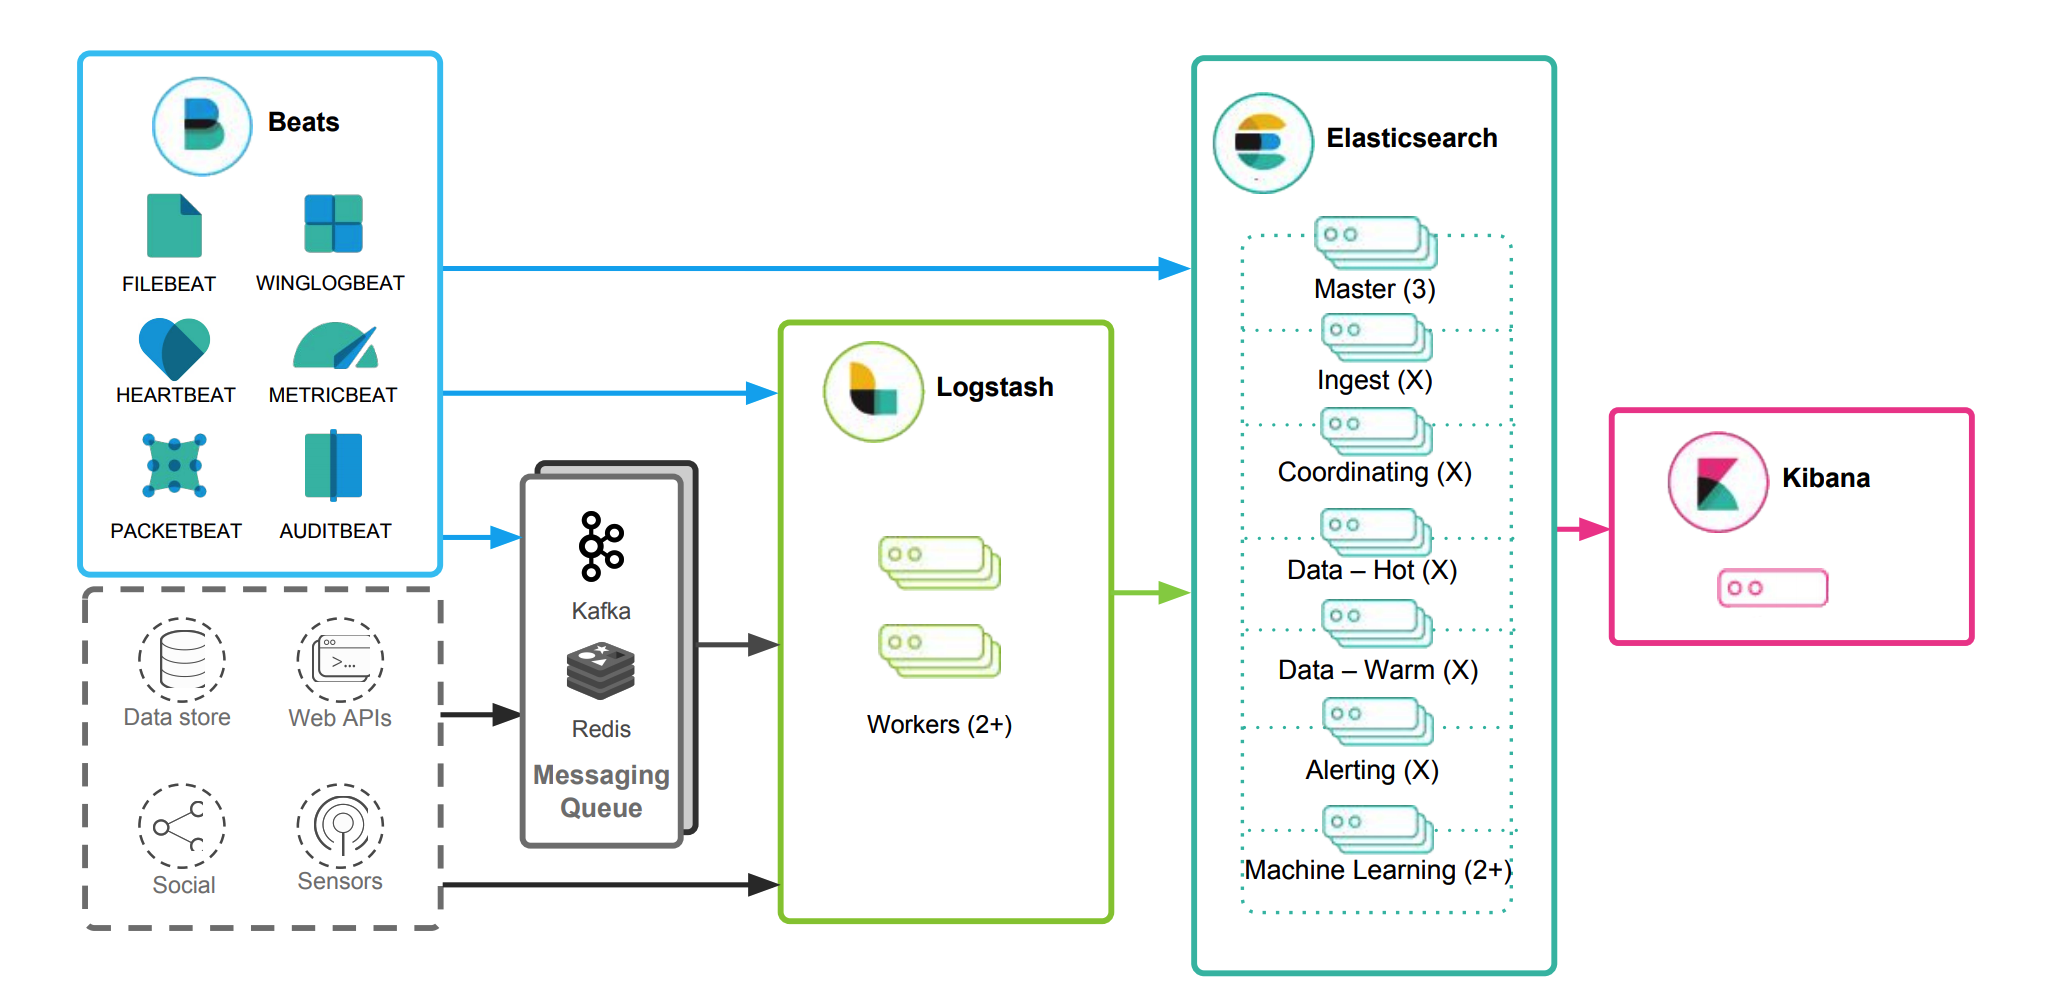 Beats
FILEBEAT
WINGLOGBEAT
HEARTBEAT
METRICBEAT
PACKETBEAT
AUDITBEAT
Data store
Web APIs
>...
Social
Sensors
Kafka
Redis
Messaging
Queue
Logstash
Workers (2+)
Elasticsearch
Master (3)
Ingest (X)
Coordinating (X)
Data – Hot (X)
Data – Warm (X)
Alerting (X)
Machine Learning (2+)
Kibana